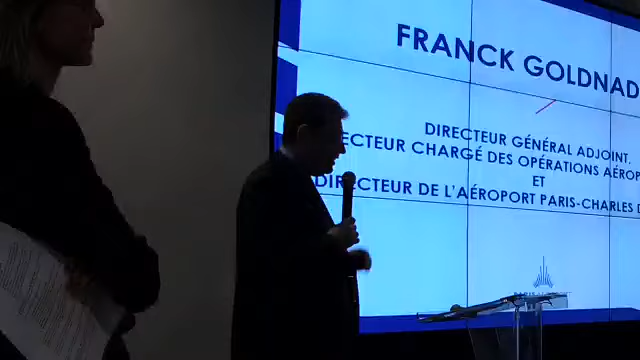 FRANCK GOLDNAD
DIRECTEUR GÉNÉRAL ADJOINT,
ECTEUR CHARGÉ DES OPÉRATIONS AÉROP
ET
DIRECTEUR DE L'AÉROPORT PARIS-CHARLES D